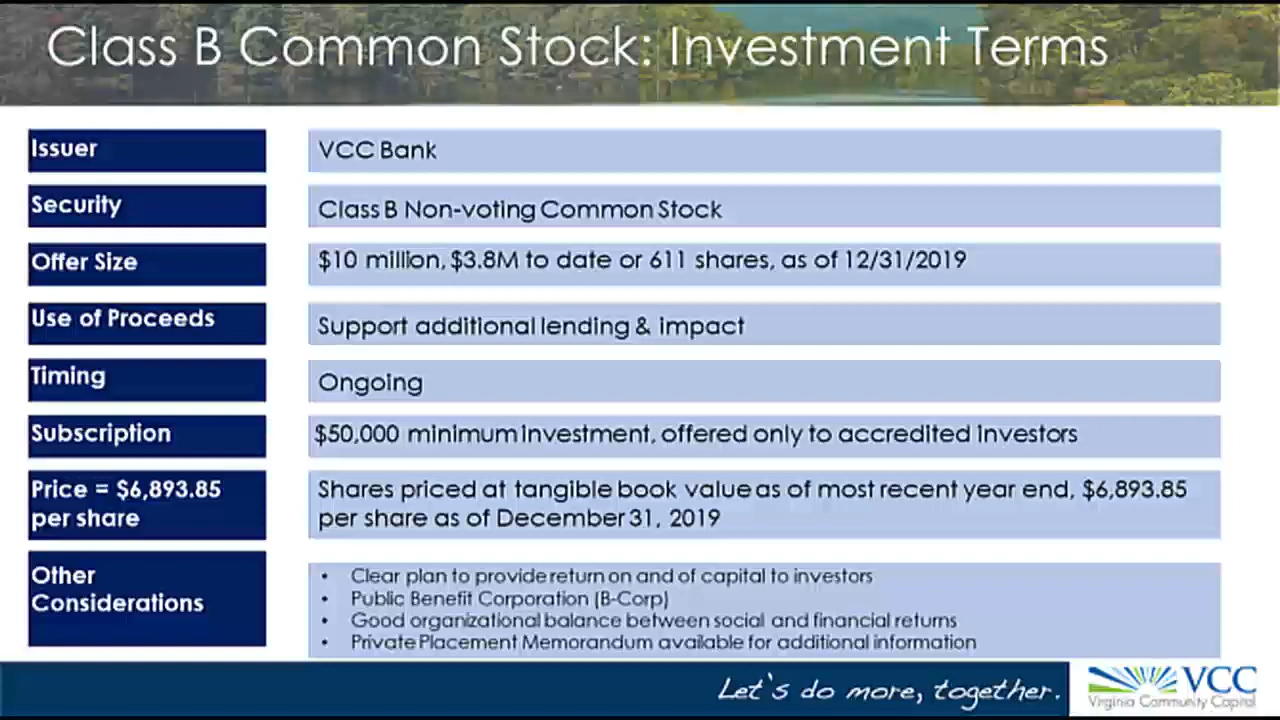 Class B Common Stock: Investment Terms
Issuer
VCC Bank
Security
Class B Non-voting Common Stock
Offer Size
$10 million, $3.8M to date or 611 shares, as of 12/31/2019
Use of Proceeds
Support additional lending & impact
Timing
Ongoing
Subscription
$50,000 minimum investment, offered only to accredited investors
Price = $6,893.85
per share
Shares priced at tangible book value as of most recent year end, $6,893.85
per share as of December 31, 2019
Other
Considerations
• Clear plan to provide return on and of capital to investors
• Public Benefit Corporation (B-Corp)
• Good organizational balance between social and financial returns
• Private Placement Memorandum available for additional information
Let's do more, together.
VCC
Virginia Community Capital